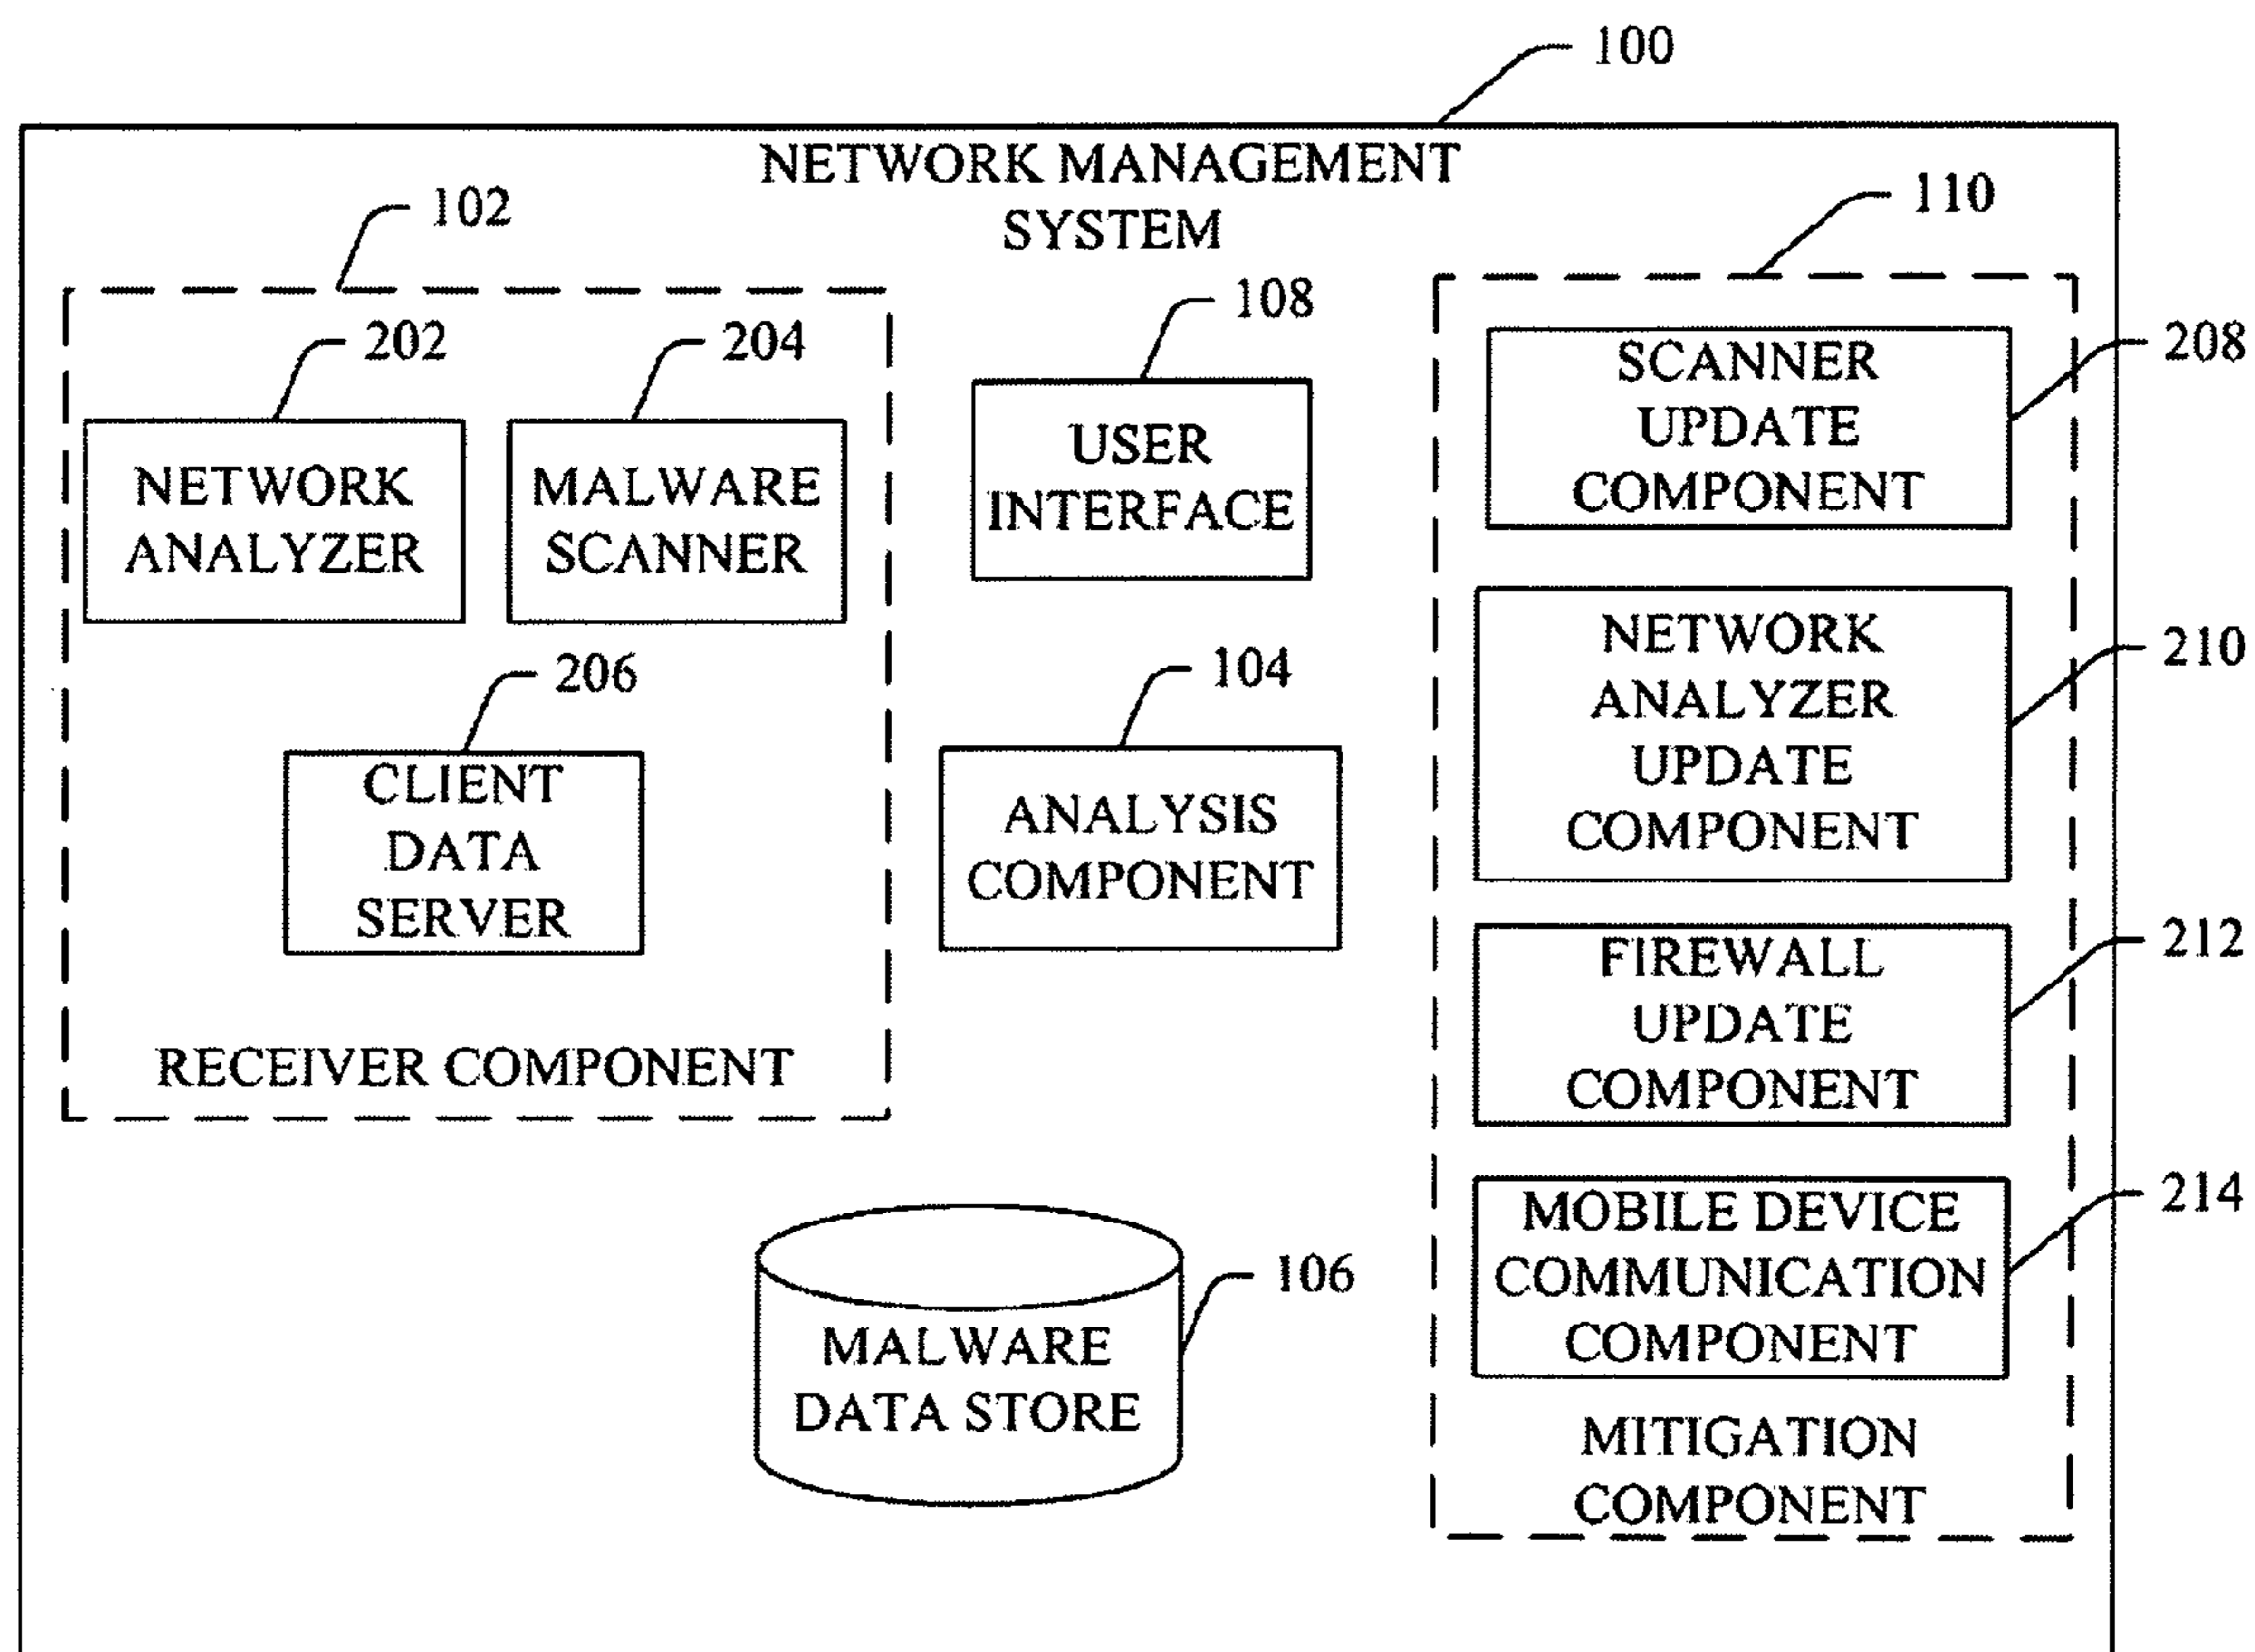 100
NETWORK MANAGEMENT
SYSTEM
102
110
202
204
NETWORK
ANALYZER
MALWARE
SCANNER
206
CLIENT
DATA
SERVER
RECEIVER COMPONENT
108
USER
INTERFACE
104
ANALYSIS
COMPONENT
106
MALWARE
DATA STORE
SCANNER
UPDATE
COMPONENT
208
NETWORK
ANALYZER
UPDATE
COMPONENT
210
FIREWALL
UPDATE
COMPONENT
212
MOBILE DEVICE
COMMUNICATION
COMPONENT
214
MITIGATION
COMPONENT